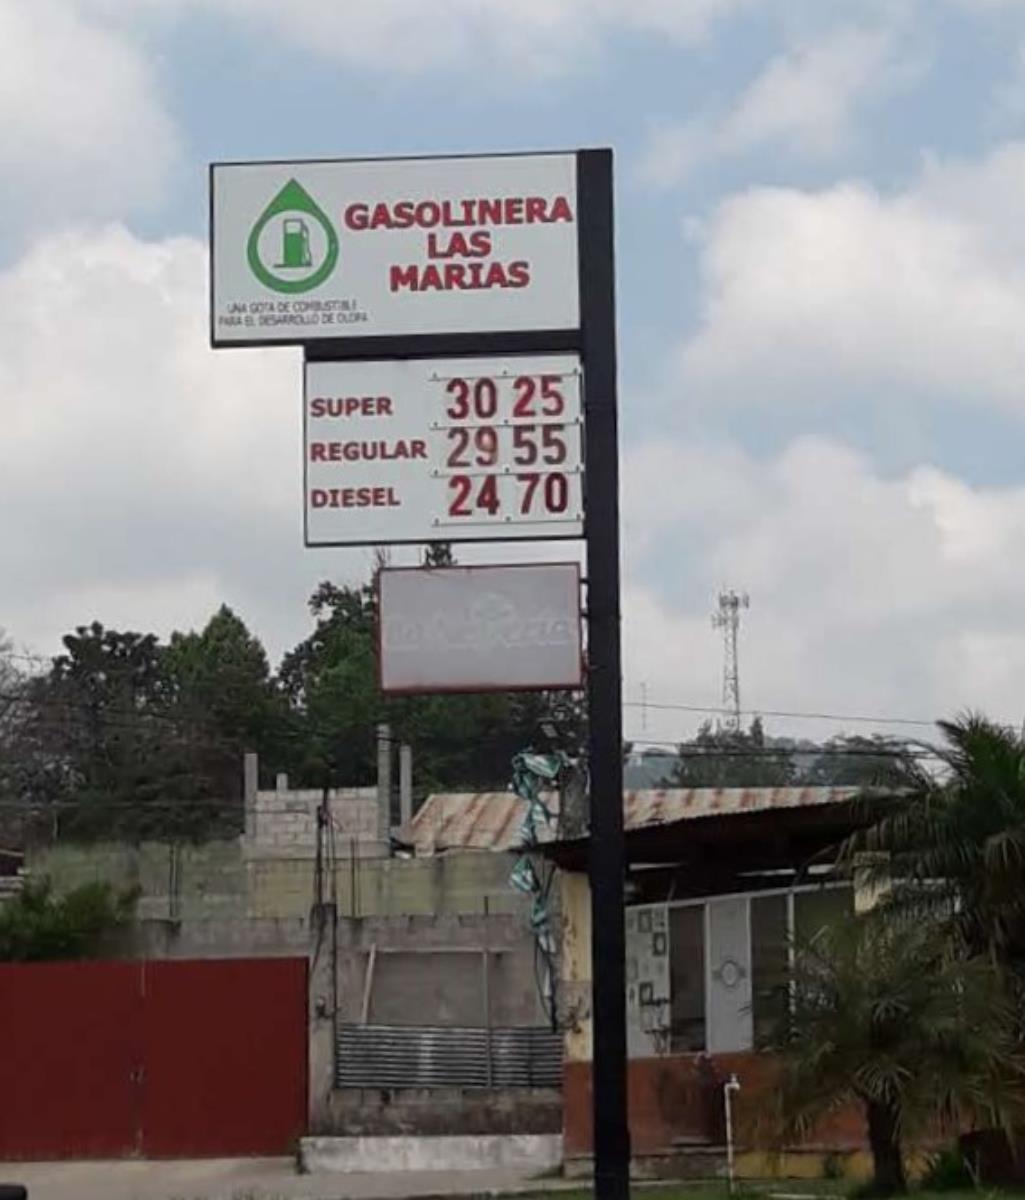 GASOLINERA
LAS
MARIAS
UNA GOTA DE COMBUSTIBLE
PARA EL DESARROLLO DE OLOPA
SUPER 30 25
REGULAR 29 55
DIESEL 24 70